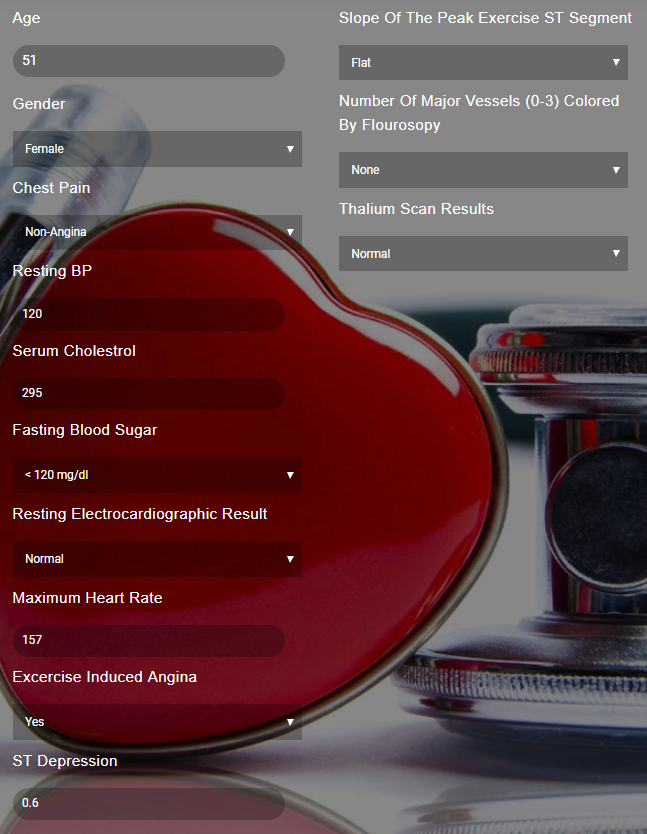 Age
51
Gender
Female
Chest Pain
Non-Angina
Resting BP
120
Serum Cholestrol
295
Fasting Blood Sugar
< 120 mg/dl
Resting Electrocardiographic Result
Normal
Maximum Heart Rate
157
Excercise Induced Angina
Yes
ST Depression
0.6
Slope Of The Peak Exercise ST Segment
Flat
Number Of Major Vessels (0-3) Colored
By Flourosopy
None
Thalium Scan Results
Normal